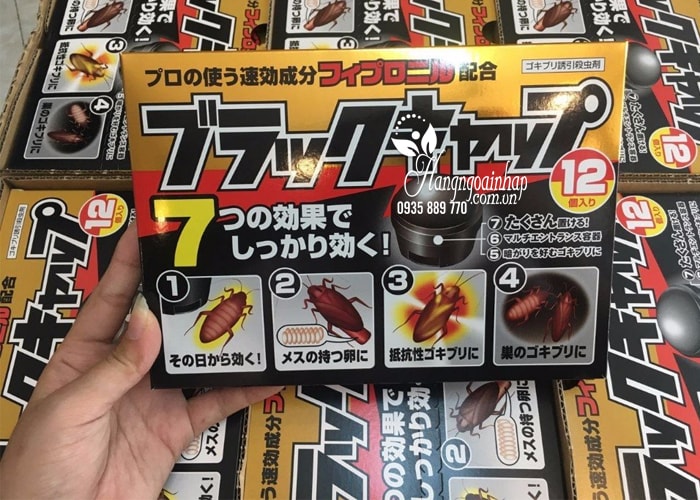 プロの使う速効成分フィプロニル配合
ゴキブリ誘引殺虫剤
ブラックキャップ
12
個入り
Hangngoainhap
.com.vn
0935 889 770
7つの効果で
しっかり効く!
⑦ たくさん置ける!
⑥ マルチエントランス容器
⑤ 暗がりを好むゴキブリに
1
その日から効く!
2
メスの持つ卵に
3
抵抗性ゴキブリに
4
巣のゴキブリに